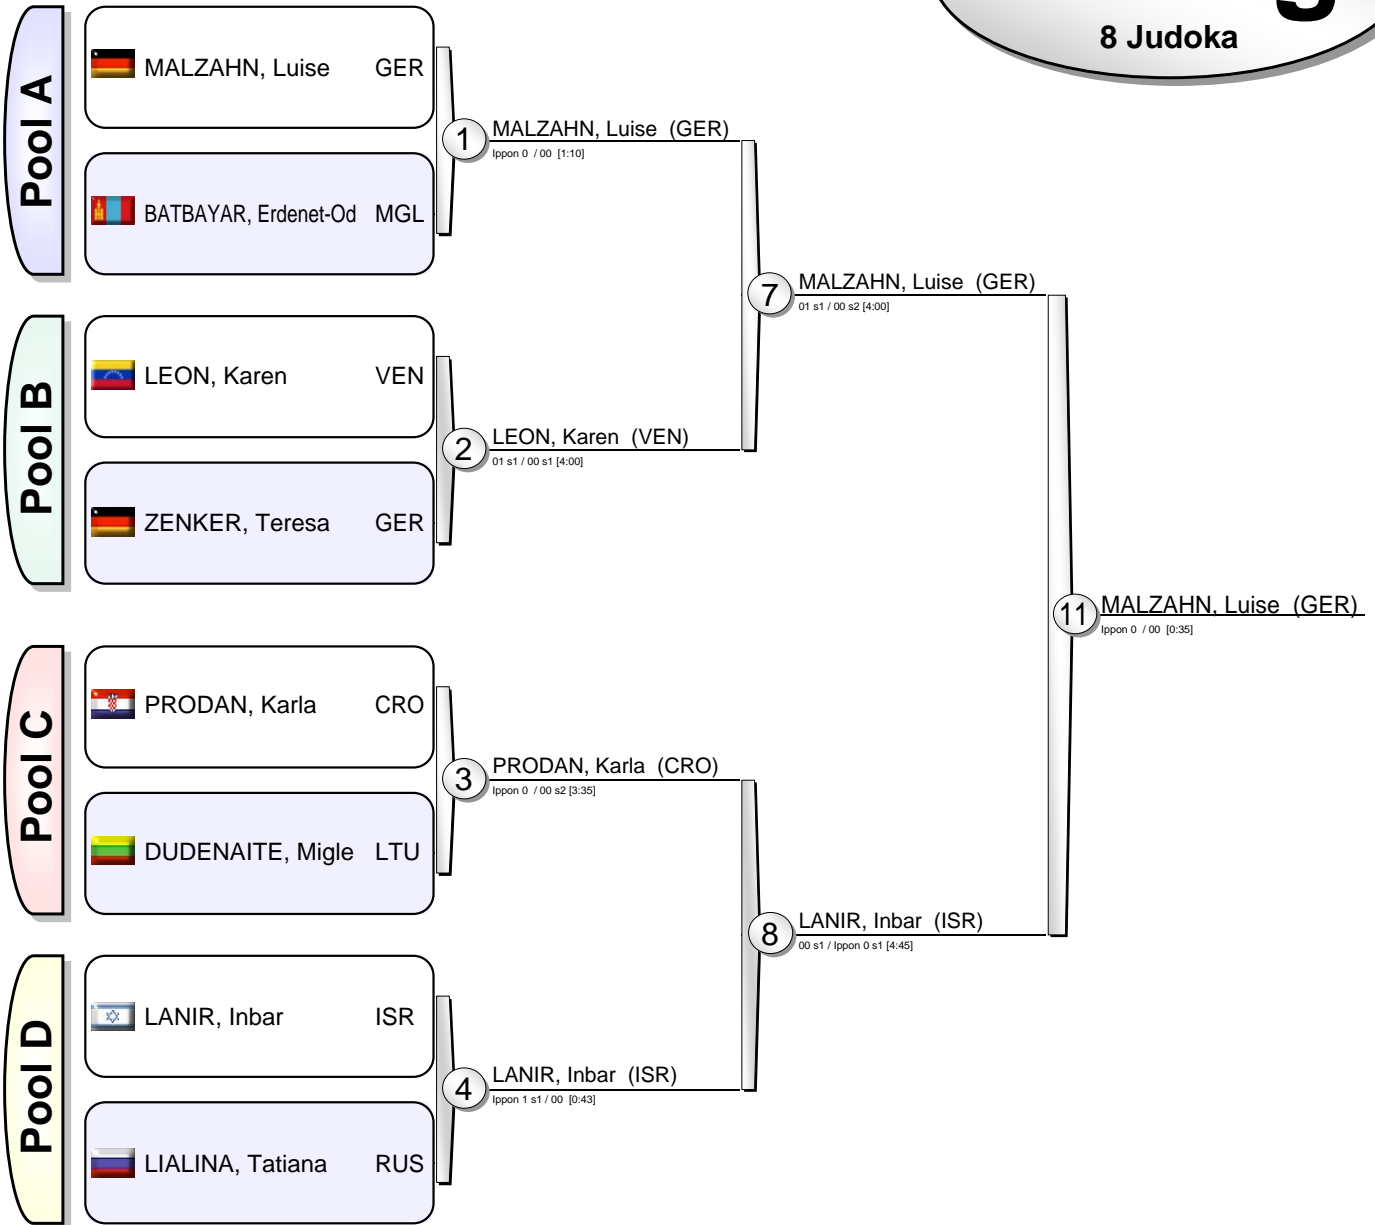 8 Judoka
Pool A
MALZAHN, Luise GER
BATBAYAR, Erdenet-Od MGL
1
MALZAHN, Luise (GER)
Ippon 0 / 00 [1:10]
Pool B
LEON, Karen VEN
ZENKER, Teresa GER
2
LEON, Karen (VEN)
01 s1 / 00 s1 [4:00]
7
MALZAHN, Luise (GER)
01 s1 / 00 s2 [4:00]
Pool C
PRODAN, Karla CRO
DUDENAITE, Migle LTU
3
PRODAN, Karla (CRO)
Ippon 0 / 00 s2 [3:35]
Pool D
LANIR, Inbar ISR
LIALINA, Tatiana RUS
4
LANIR, Inbar (ISR)
Ippon 1 s1 / 00 [0:43]
8
LANIR, Inbar (ISR)
00 s1 / Ippon 0 s1 [4:45]
11
MALZAHN, Luise (GER)
Ippon 0 / 00 [0:35]